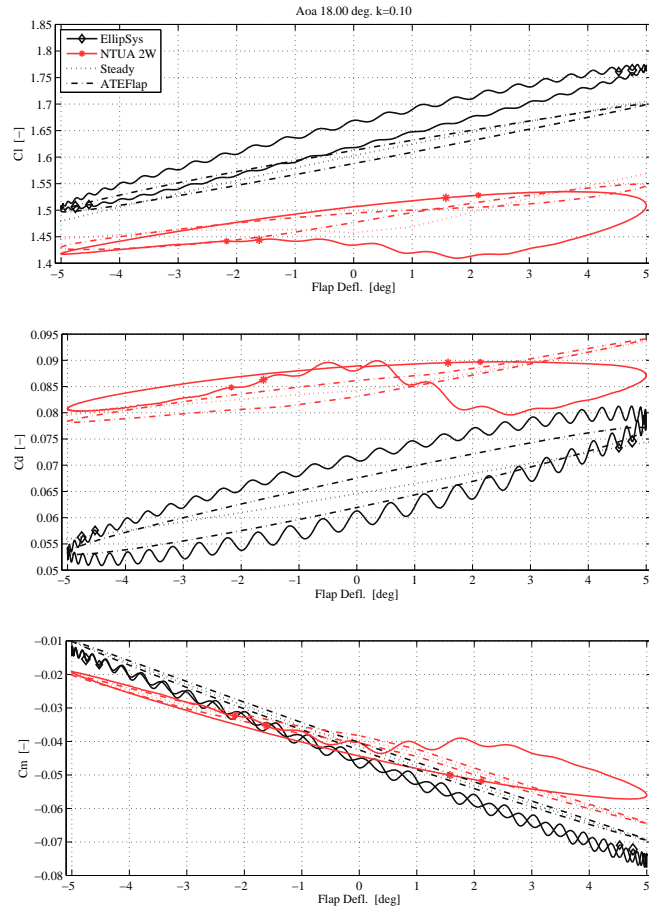 Aoa 18.00 deg. k=0.10
EllipSys
NTUA 2W
Steady
ATEFlap
1.85
1.8
1.75
1.7
1.65
1.6
1.55
1.5
1.45
1.4
Cl [−]
−5 −4 −3 −2 −1 0 1 2 3 4 5
Flap Defl. [deg]
0.095
0.09
0.085
0.08
0.075
0.07
0.065
0.06
0.055
0.05
Cd [−]
−5 −4 −3 −2 −1 0 1 2 3 4 5
Flap Defl. [deg]
−0.01
−0.02
−0.03
−0.04
−0.05
−0.06
−0.07
−0.08
Cm [−]
−5 −4 −3 −2 −1 0 1 2 3 4 5
Flap Defl. [deg]